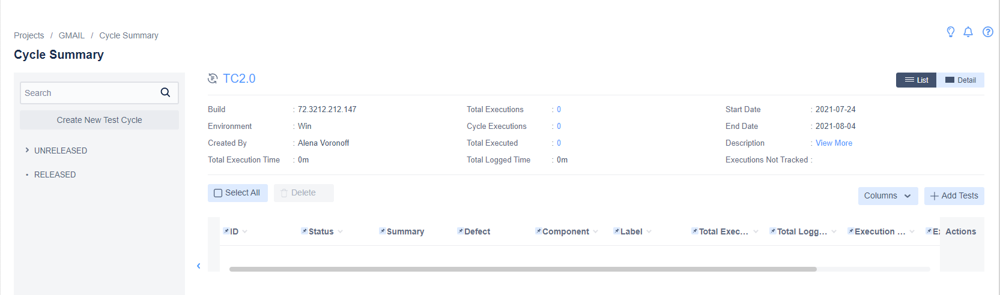 Projects / GMAIL / Cycle Summary
Cycle Summary
Search
Create New Test Cycle
UNRELEASED
RELEASED
TC2.0
List
Detail
Build : 72.3212.212.147
Total Executions : 0
Start Date : 2021-07-24
Environment : Win
Cycle Executions : 0
End Date : 2021-08-04
Created By : Alena Voronoff
Total Executed : 0
Description : View More
Total Execution Time : 0m
Total Logged Time : 0m
Executions Not Tracked :
Select All
Delete
Columns
Add Tests
ID Status Summary Defect Component Label Total Exec... Total Logg... Execution ... Ex Actions